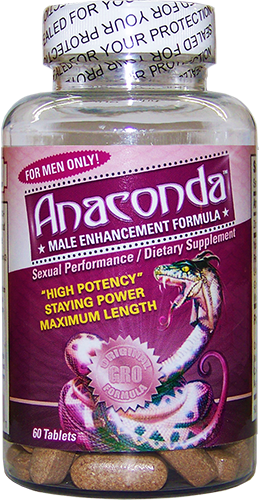 SEALED FOR YOUR PROTECTION
FOR MEN ONLY!
Anaconda™
★ MALE ENHANCEMENT FORMULA ★
Sexual Performance / Dietary Supplement
"HIGH POTENCY"
STAYING POWER
MAXIMUM LENGTH
ORIGINAL
GRO
FORMULA
60 Tablets